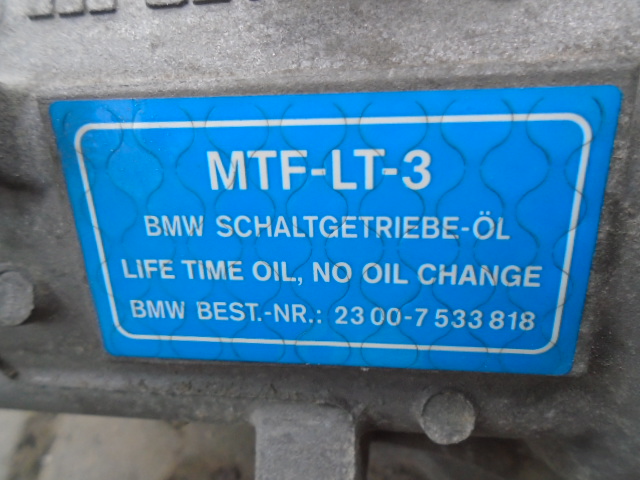 MTF-LT-3
BMW SCHALTGETRIEBE-ÖL
LIFE TIME OIL, NO OIL CHANGE
BMW BEST.-NR.: 23 00-7 533 818